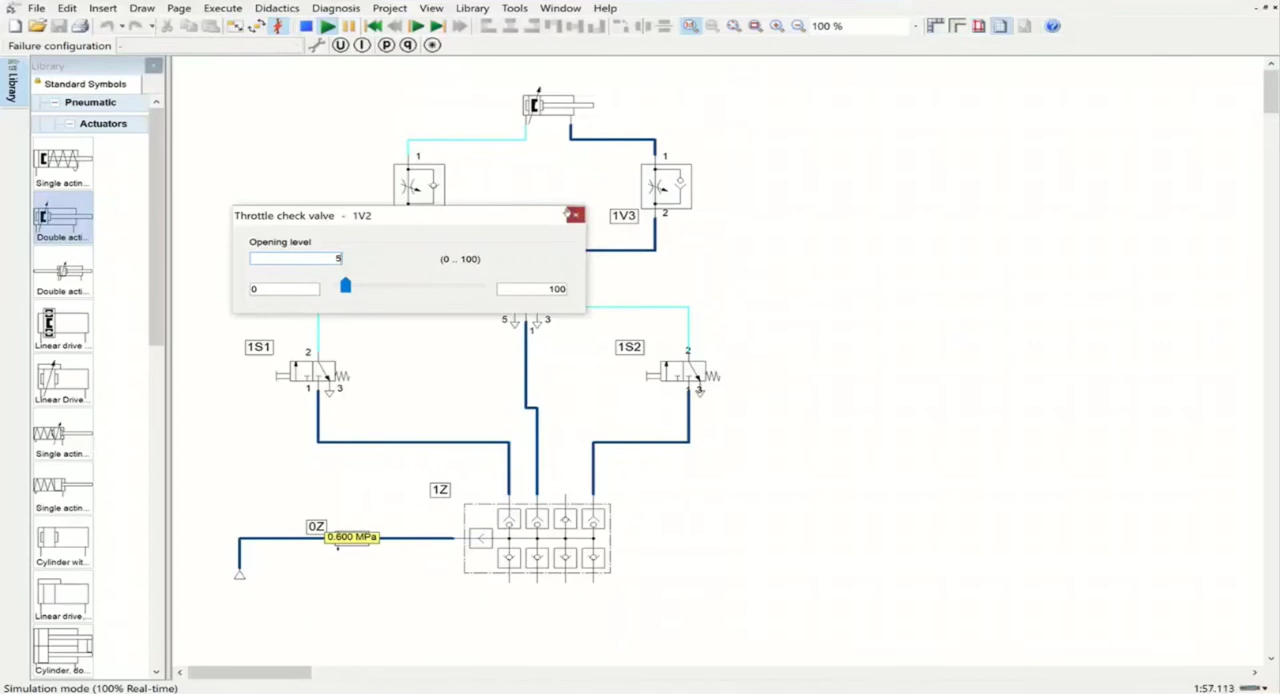 File Edit Insert Draw Page Execute Didactics Diagnosis Project View Library Tools Window Help
100 %
Failure configuration -
U I P q
Library
Library
Standard Symbols
Pneumatic
Actuators
Single actin...
Double acti...
Double acti...
Linear drive ...
Linear Drive...
Single acting...
Single actin...
Cylinder wit...
Linear drive,...
Cylinder, do...
1 1
Throttle check valve - 1V2
Opening level
5 (0 .. 100)
0 100
1V3 2
5 1 3
1S1 2
1 3
1S2 2
1 3
1Z
0Z
0.600 MPa
Simulation mode (100% Real-time) 1:57.113